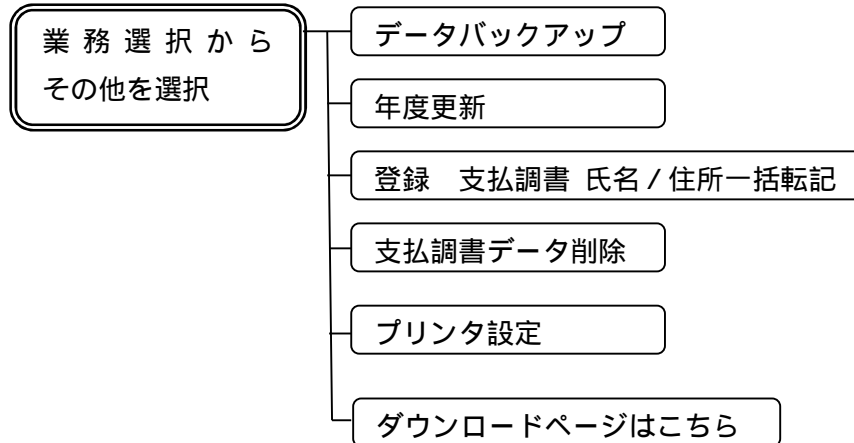 業務選択から
その他を選択
データバックアップ
年度更新
登録　支払調書 氏名／住所一括転記
支払調書データ削除
プリンタ設定
ダウンロードページはこちら